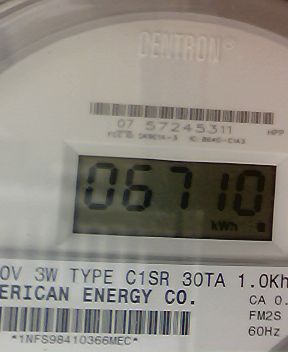 CENTRON®
07 57245311
HPP
06710
kWh
0V 3W TYPE C1SR 30TA 1.0Kh
ERICAN ENERGY CO.
CA 0.
FM2S
60Hz
*1NFS98410366MEC*